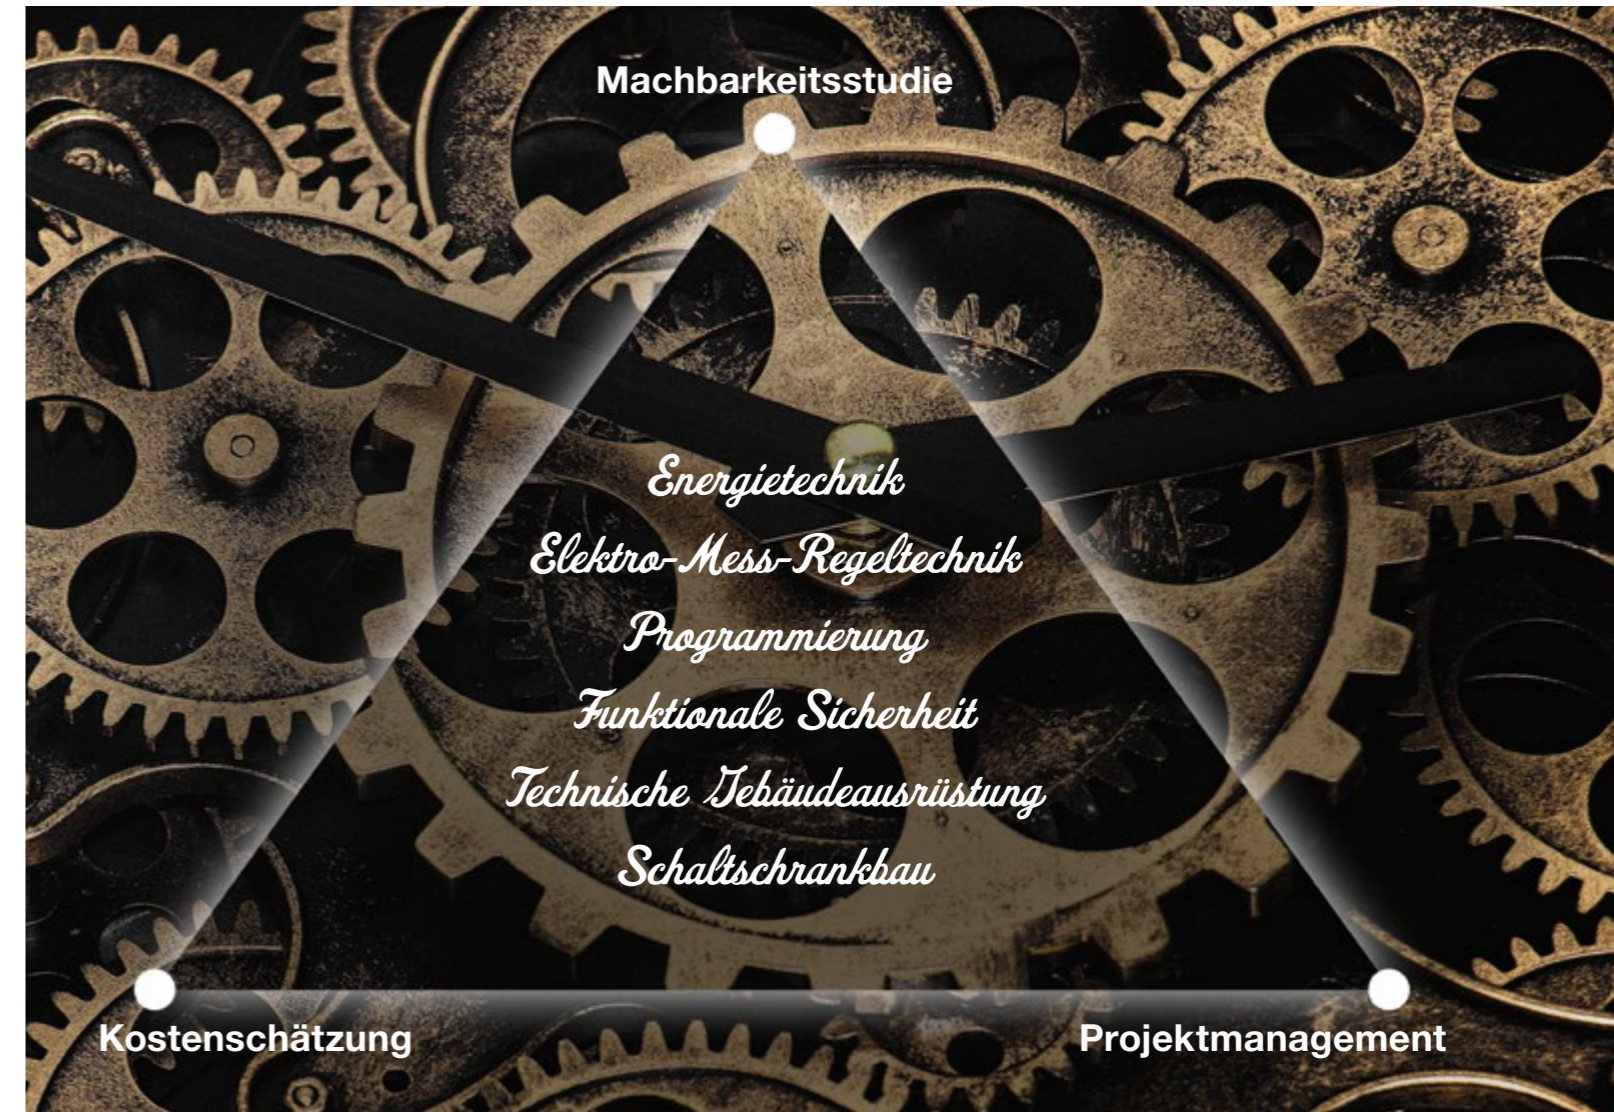 Machbarkeitsstudie
Energietechnik
Elektro-Mess-Regeltechnik
Programmierung
Funktionale Sicherheit
Technische Gebäudeausrüstung
Schaltschrankbau
Kostenschätzung
Projektmanagement